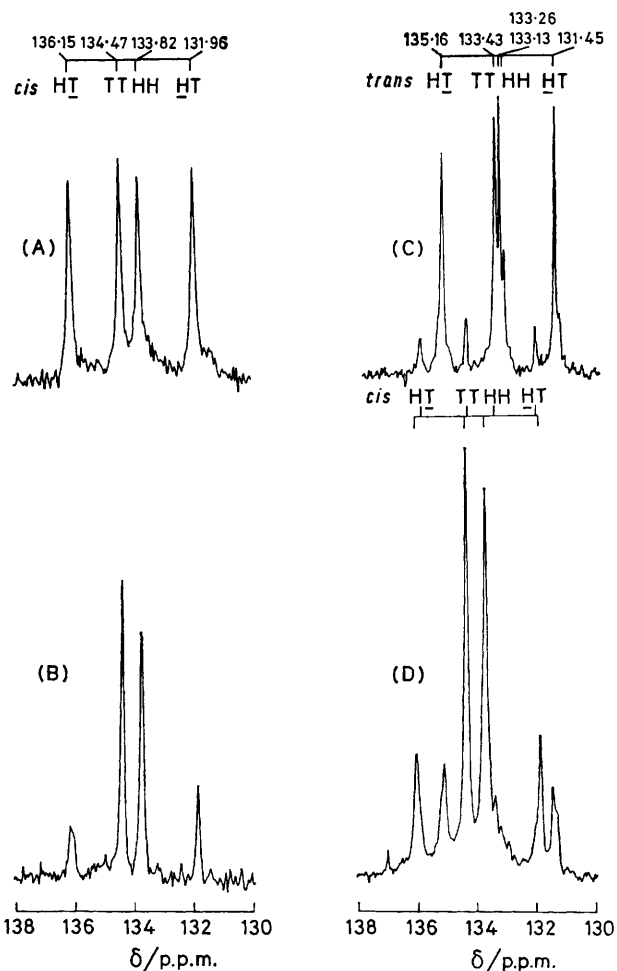 136·15 134·47 133·82 131·96
cis HT TT HH HT
(A)
133·26
135·16 133·43 133·13 131·45
trans HT TT HH HT
(C)
cis HT TT HH HT
(B)
(D)
138 136 134 132 130
δ/p.p.m.
138 136 134 132 130
δ/p.p.m.